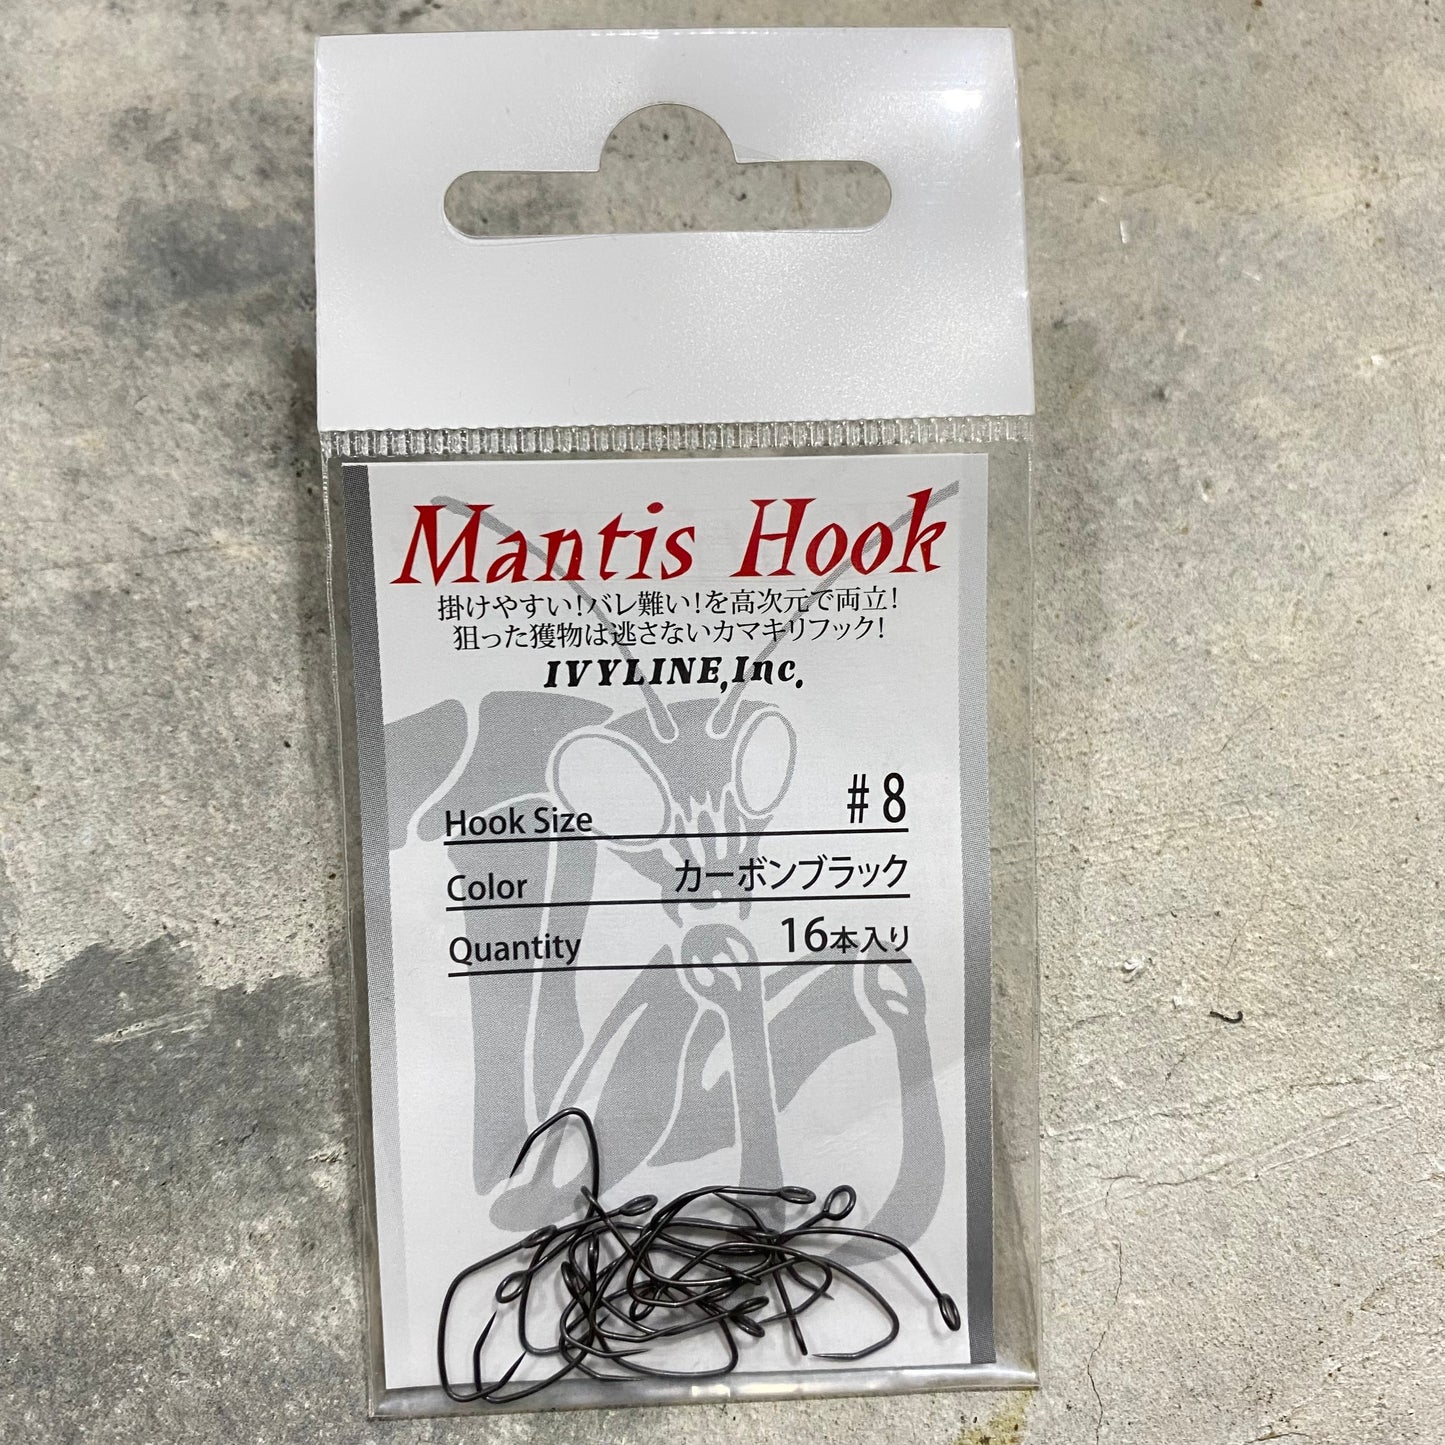 Mantis Hook
掛けやすい!バレ難い!を高次元で両立!
狙った獲物は逃さないカマキリフック!
IVYLINE,Inc.
Hook Size #8
Color カーボンブラック
Quantity 16本入り